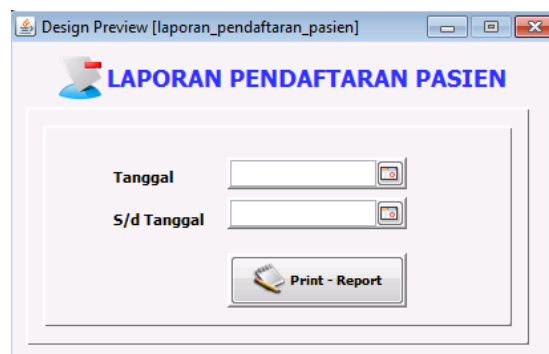 Design Preview [laporan_pendaftaran_pasien]
LAPORAN PENDAFTARAN PASIEN
Tanggal
S/d Tanggal
Print - Report